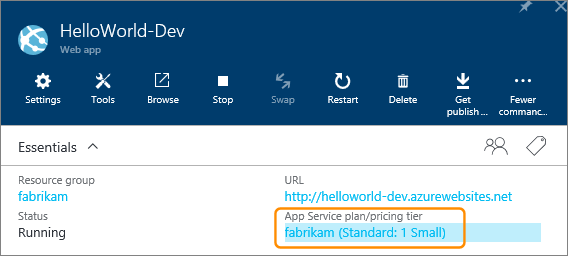 HelloWorld-Dev
Web app
Settings
Tools
Browse
Stop
Swap
Restart
Delete
Get
publish ...
Fewer
commanc...
Essentials
Resource group
fabrikam
URL
http://helloworld-dev.azurewebsites.net
Status
Running
App Service plan/pricing tier
fabrikam (Standard: 1 Small)